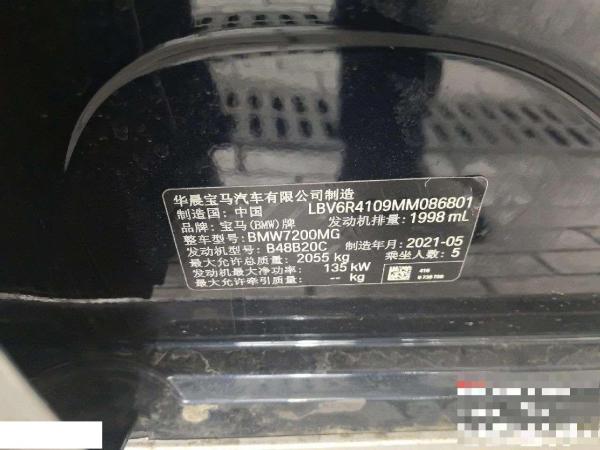 华晨宝马汽车有限公司制造
制造国: 中国 LBV6R4109MM086801
品牌: 宝马(BMW)牌 发动机排量: 1998 mL
整车型号: BMW7200MG
发动机型号: B48B20C 制造年月: 2021-05
最大允许总质量: 2055 kg 乘坐人数: 5
发动机最大净功率: 135 kW
最大允许牵引质量: -- kg
416